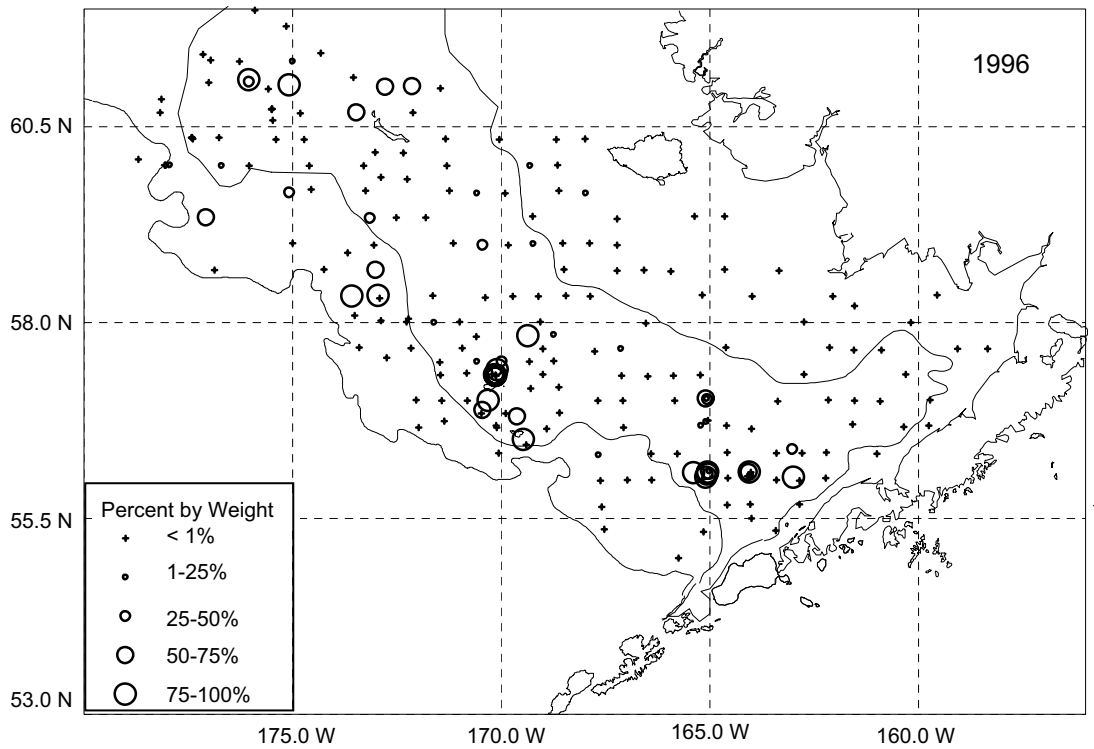 1996
60.5 N
58.0 N
55.5 N
53.0 N
Percent by Weight
< 1%
1-25%
25-50%
50-75%
75-100%
175.0 W
170.0 W
165.0 W
160.0 W